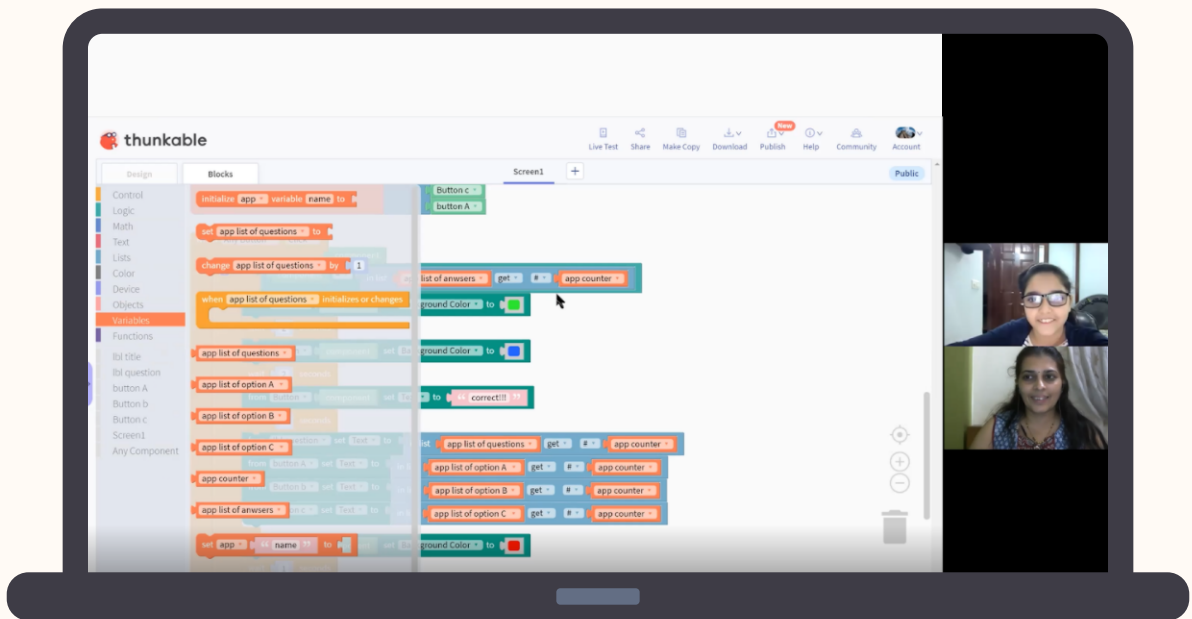 thunkable
Live Test Share Make Copy Download New Publish Help Community Account
Design Blocks Screen1 + Public
Control
Logic
Math
Text
Lists
Color
Device
Objects
Variables
Functions
lbl title
lbl question
button A
Button b
Button c
Screen1
Any Component
initialize app variable name to
set app list of questions to
change app list of questions by 1
when app list of questions initializes or changes
app list of questions
app list of option A
app list of option B
app list of option C
app counter
app list of anwsers
set app “ name ” to
Button c
button A
list of anwsers get # app counter
ground Color to
set ground Color to
to “ correct!!! ”
app list of questions get # app counter
app list of option A get # app counter
app list of option B get # app counter
app list of option C get # app counter
set ground Color to